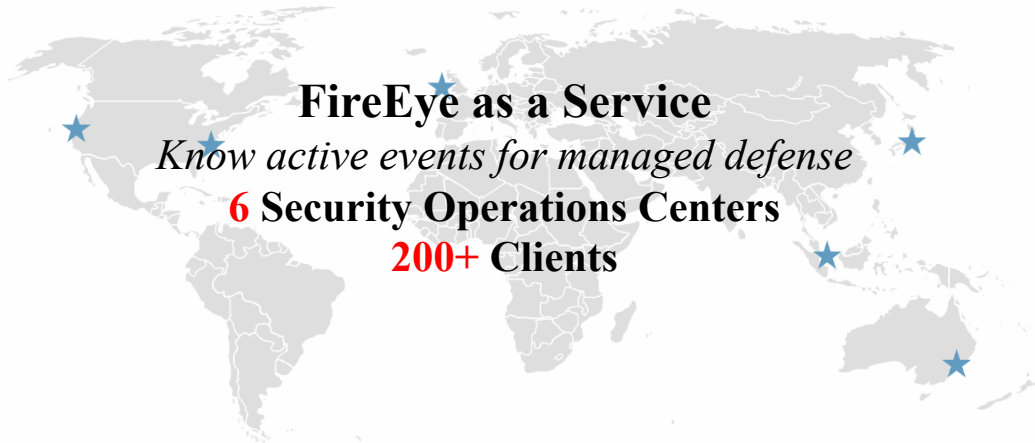 FireEye as a Service
Know active events for managed defense
6 Security Operations Centers
200+ Clients